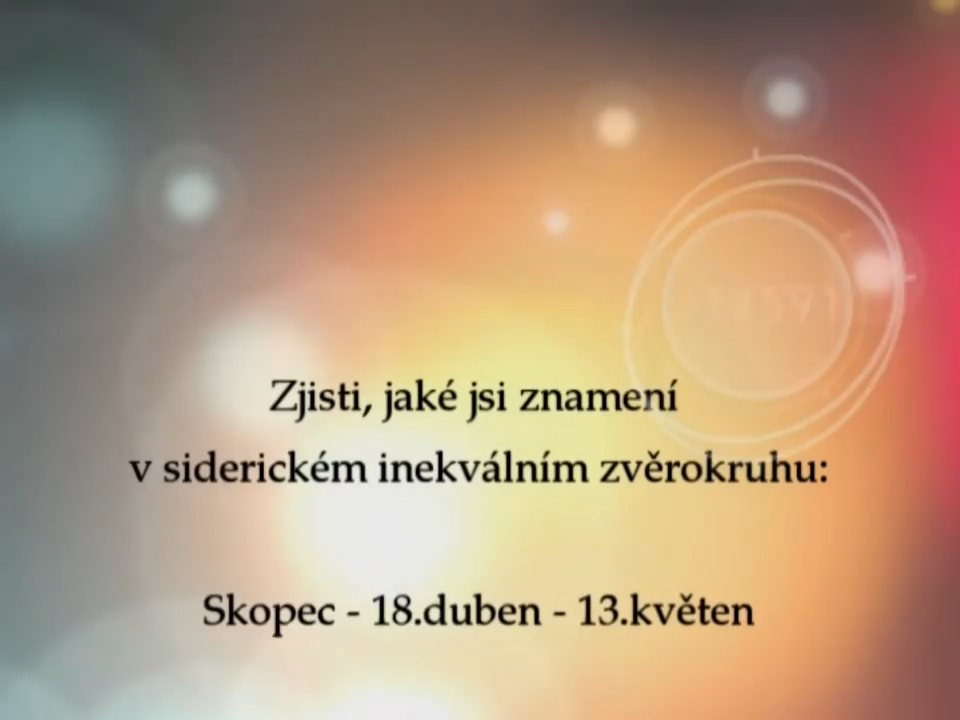 Zjisti, jaké jsi znamení
v siderickém inekválním zvěrokruhu:
Skopec - 18.duben - 13.květen